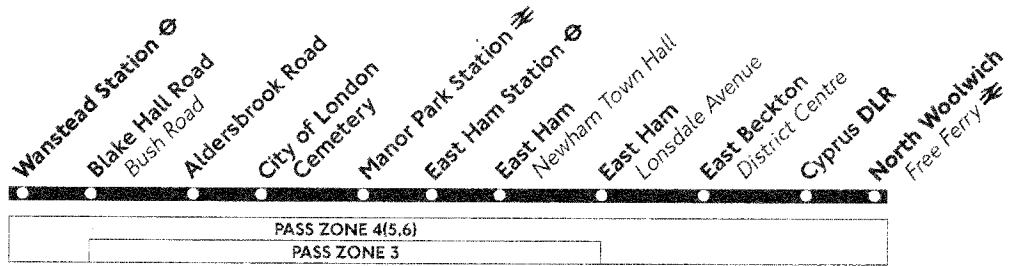 Wanstead Station
Blake Hall Road
Bush Road
Aldersbrook Road
City of London
Cemetery
Manor Park Station
East Ham Station
East Ham
Newham Town Hall
East Ham
Lonsdale Avenue
East Beckton
District Centre
Cyprus DLR
North Woolwich
Free Ferry
PASS ZONE 4(5,6)
PASS ZONE 3